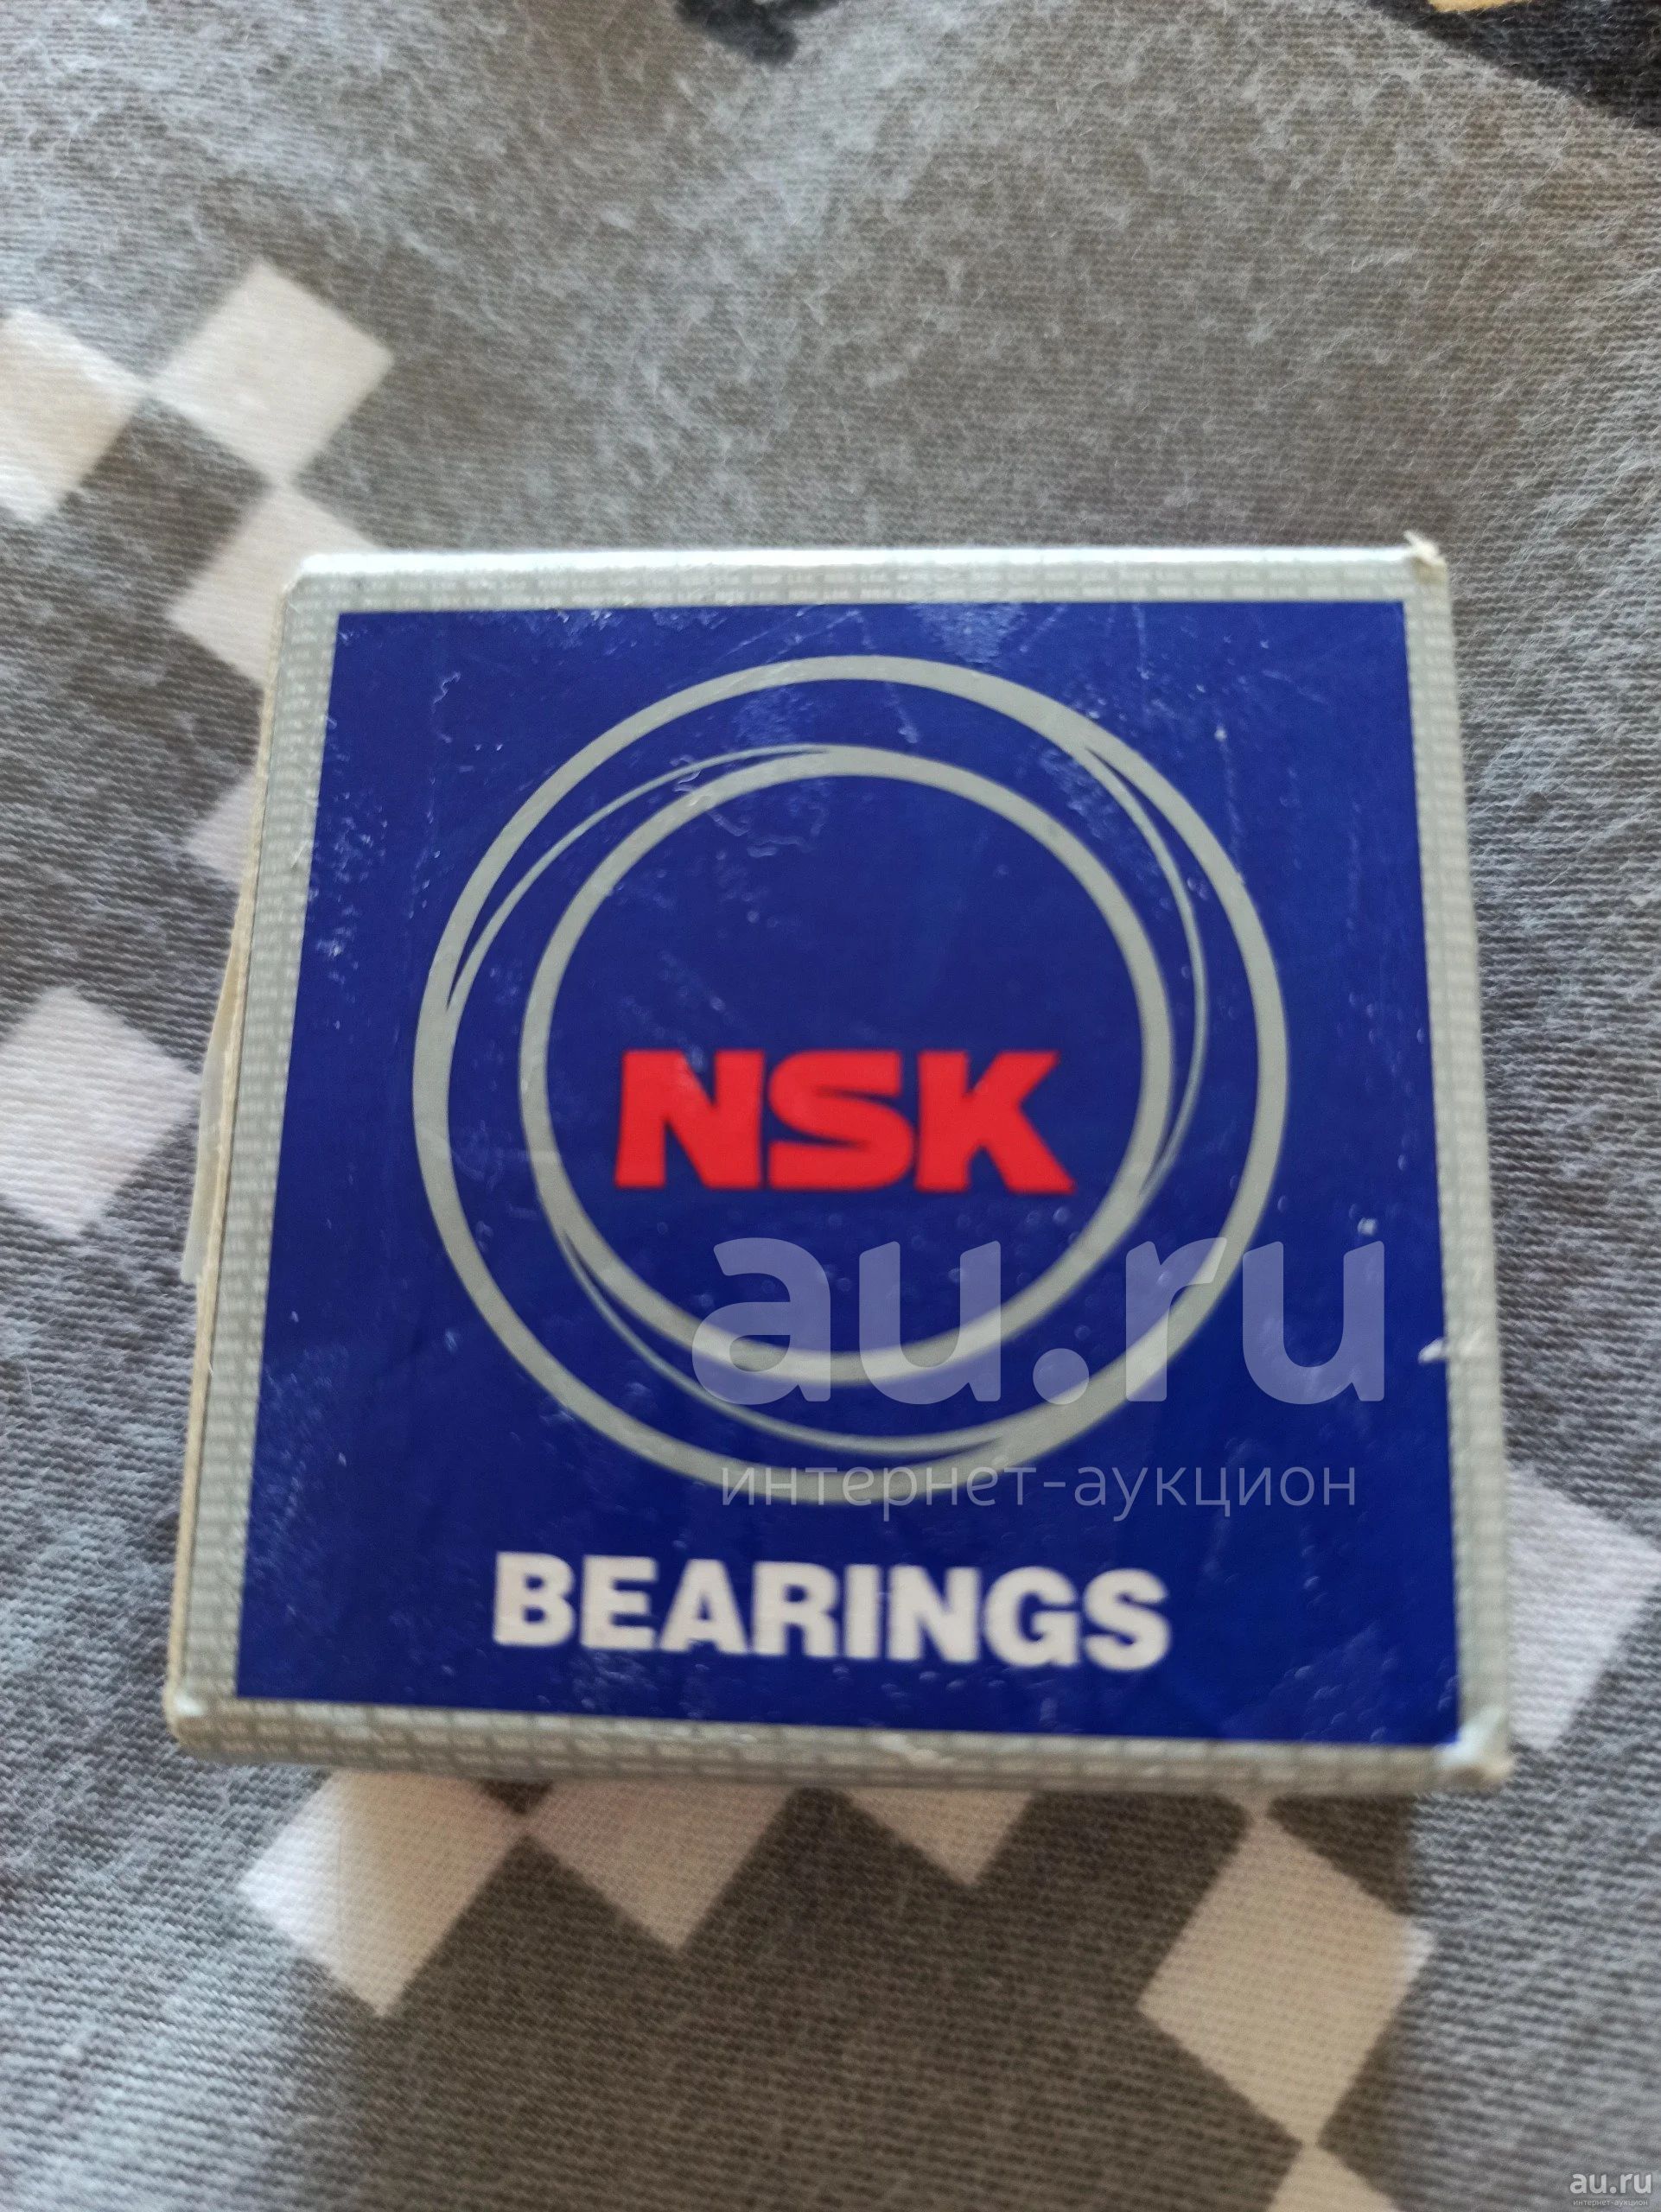 NSK
au.ru
интернет-аукцион
BEARINGS
au.ru
интернет-аукцион